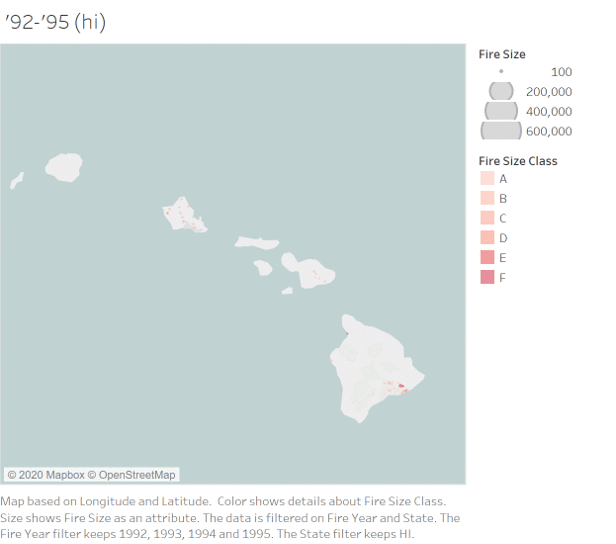 ’92-’95 (hi)
Fire Size
100
200,000
400,000
600,000
Fire Size Class
A
B
C
D
E
F
© 2020 Mapbox © OpenStreetMap
Map based on Longitude and Latitude. Color shows details about Fire Size Class.
Size shows Fire Size as an attribute. The data is filtered on Fire Year and State. The
Fire Year filter keeps 1992, 1993, 1994 and 1995. The State filter keeps HI.